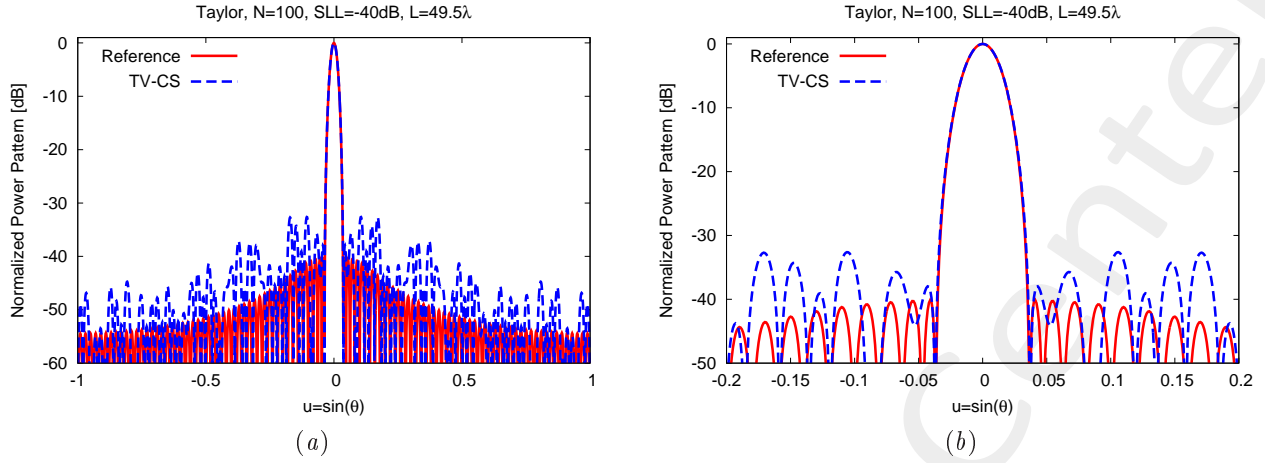 Taylor, N=100, SLL=-40dB, L=49.5λ
Normalized Power Pattern [dB]
Reference
TV-CS
0
-10
-20
-30
-40
-50
-60
-1
-0.5
0
0.5
1
u=sin(θ)
(a)
Taylor, N=100, SLL=-40dB, L=49.5λ
Normalized Power Pattern [dB]
Reference
TV-CS
0
-10
-20
-30
-40
-50
-0.2
-0.15
-0.1
-0.05
0
0.05
0.1
0.15
0.2
u=sin(θ)
(b)
Center